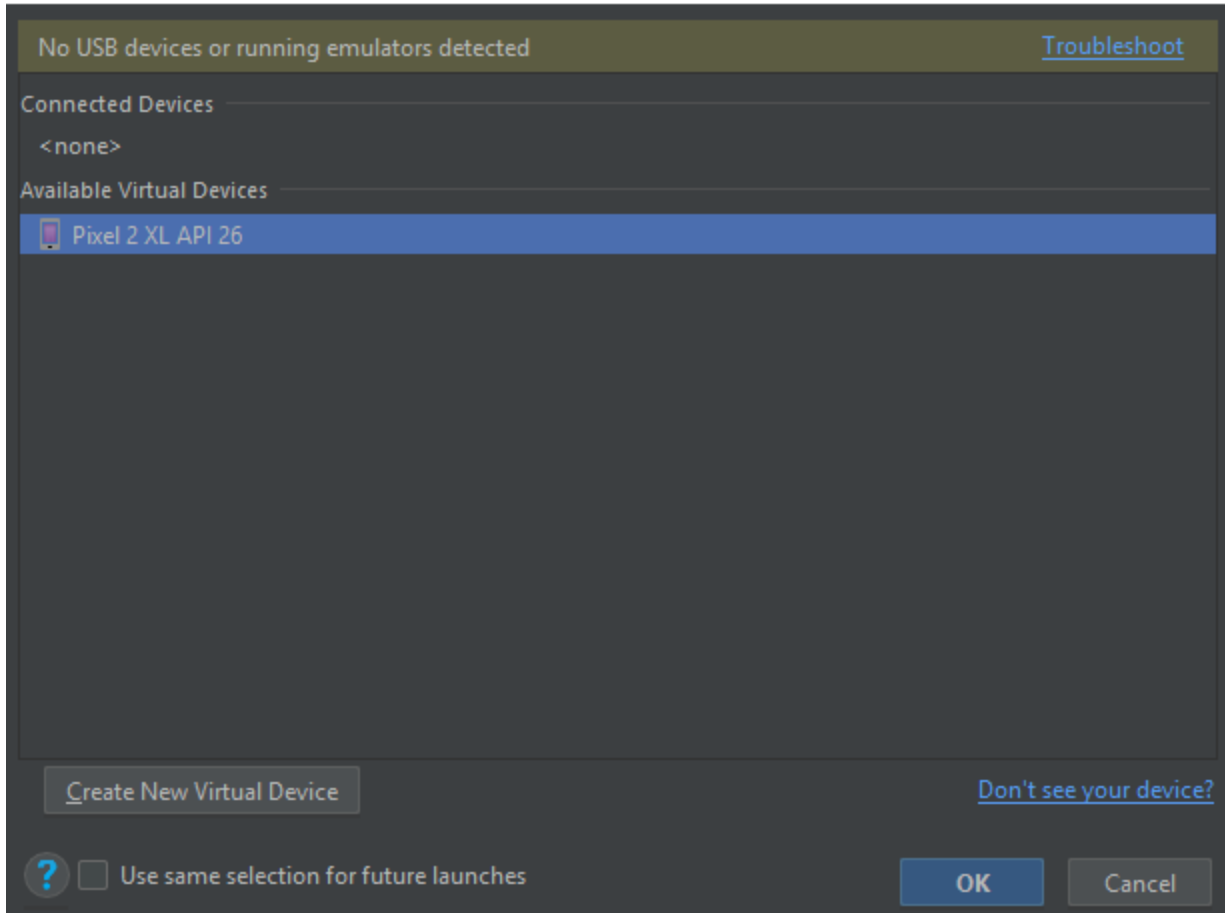 No USB devices or running emulators detected Troubleshoot
Connected Devices
<none>
Available Virtual Devices
Pixel 2 XL API 26
Create New Virtual Device Don't see your device?
? Use same selection for future launches OK Cancel